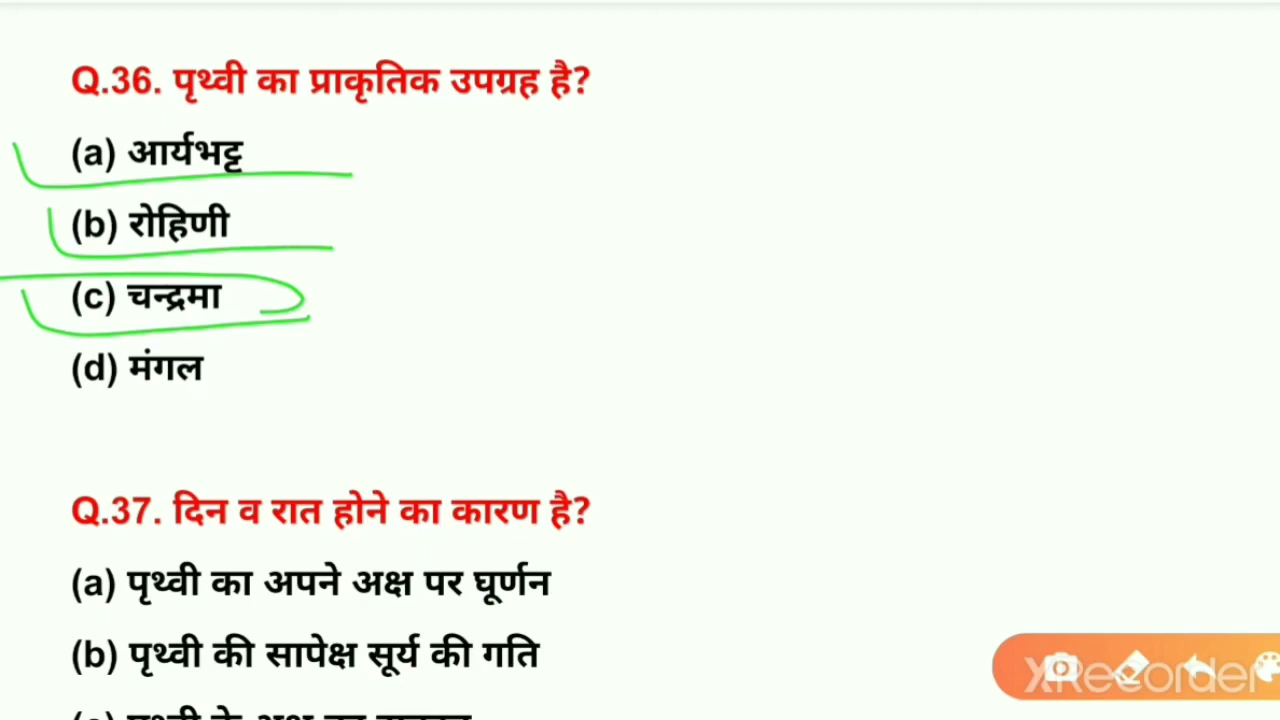 Q.36. पृथ्वी का प्राकृतिक उपग्रह है?
(a) आर्यभट्ट
(b) रोहिणी
(c) चन्द्रमा
(d) मंगल
Q.37. दिन व रात होने का कारण है?
(a) पृथ्वी का अपने अक्ष पर घूर्णन
(b) पृथ्वी की सापेक्ष सूर्य की गति
XRecorder